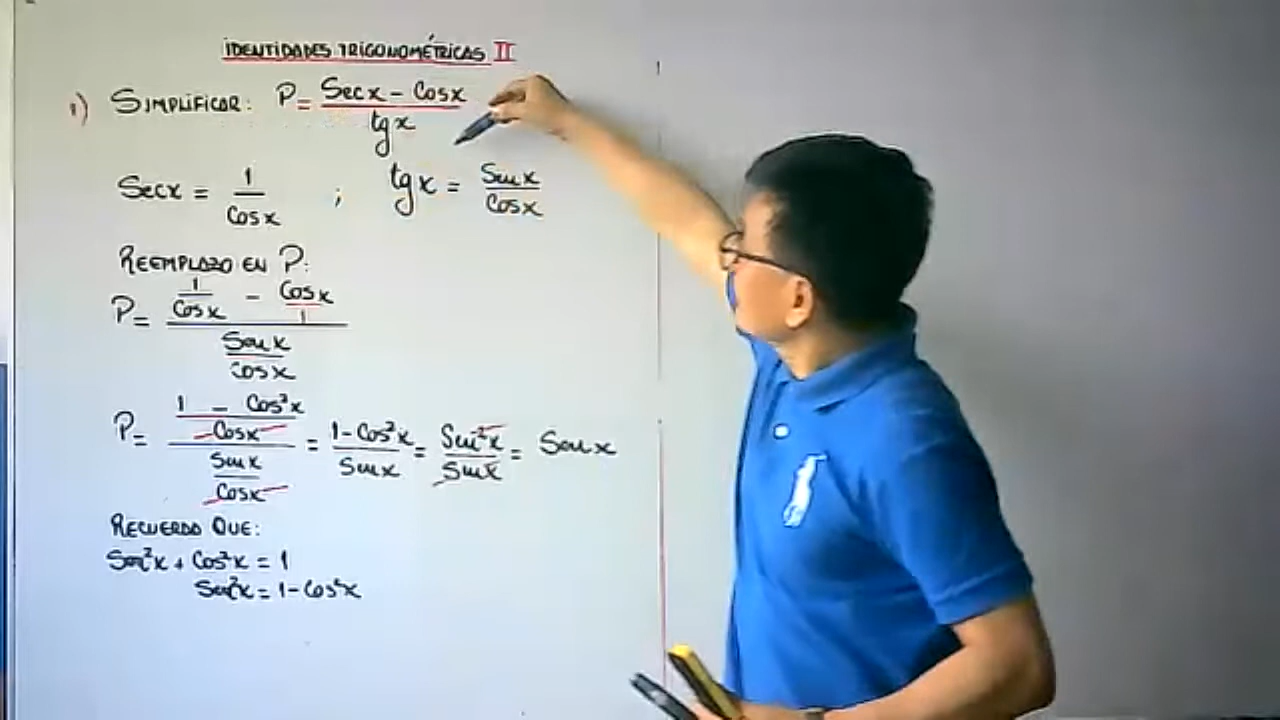 IDENTIDADES TRIGONOMÉTRICAS II
1) SIMPLIFICAR: P = (Secx - Cosx) / tgx
Secx = 1 / Cosx ; tgx = Senx / Cosx
REEMPLAZO EN P:
P = (1 / Cosx - Cosx / 1) / (Senx / Cosx)
P = ((1 - Cos²x) / Cosx) / (Senx / Cosx) = (1 - Cos²x) / Senx = Sen²x / Senx = Senx
RECUERDO QUE:
Sen²x + Cos²x = 1
Sen²x = 1 - Cos²x